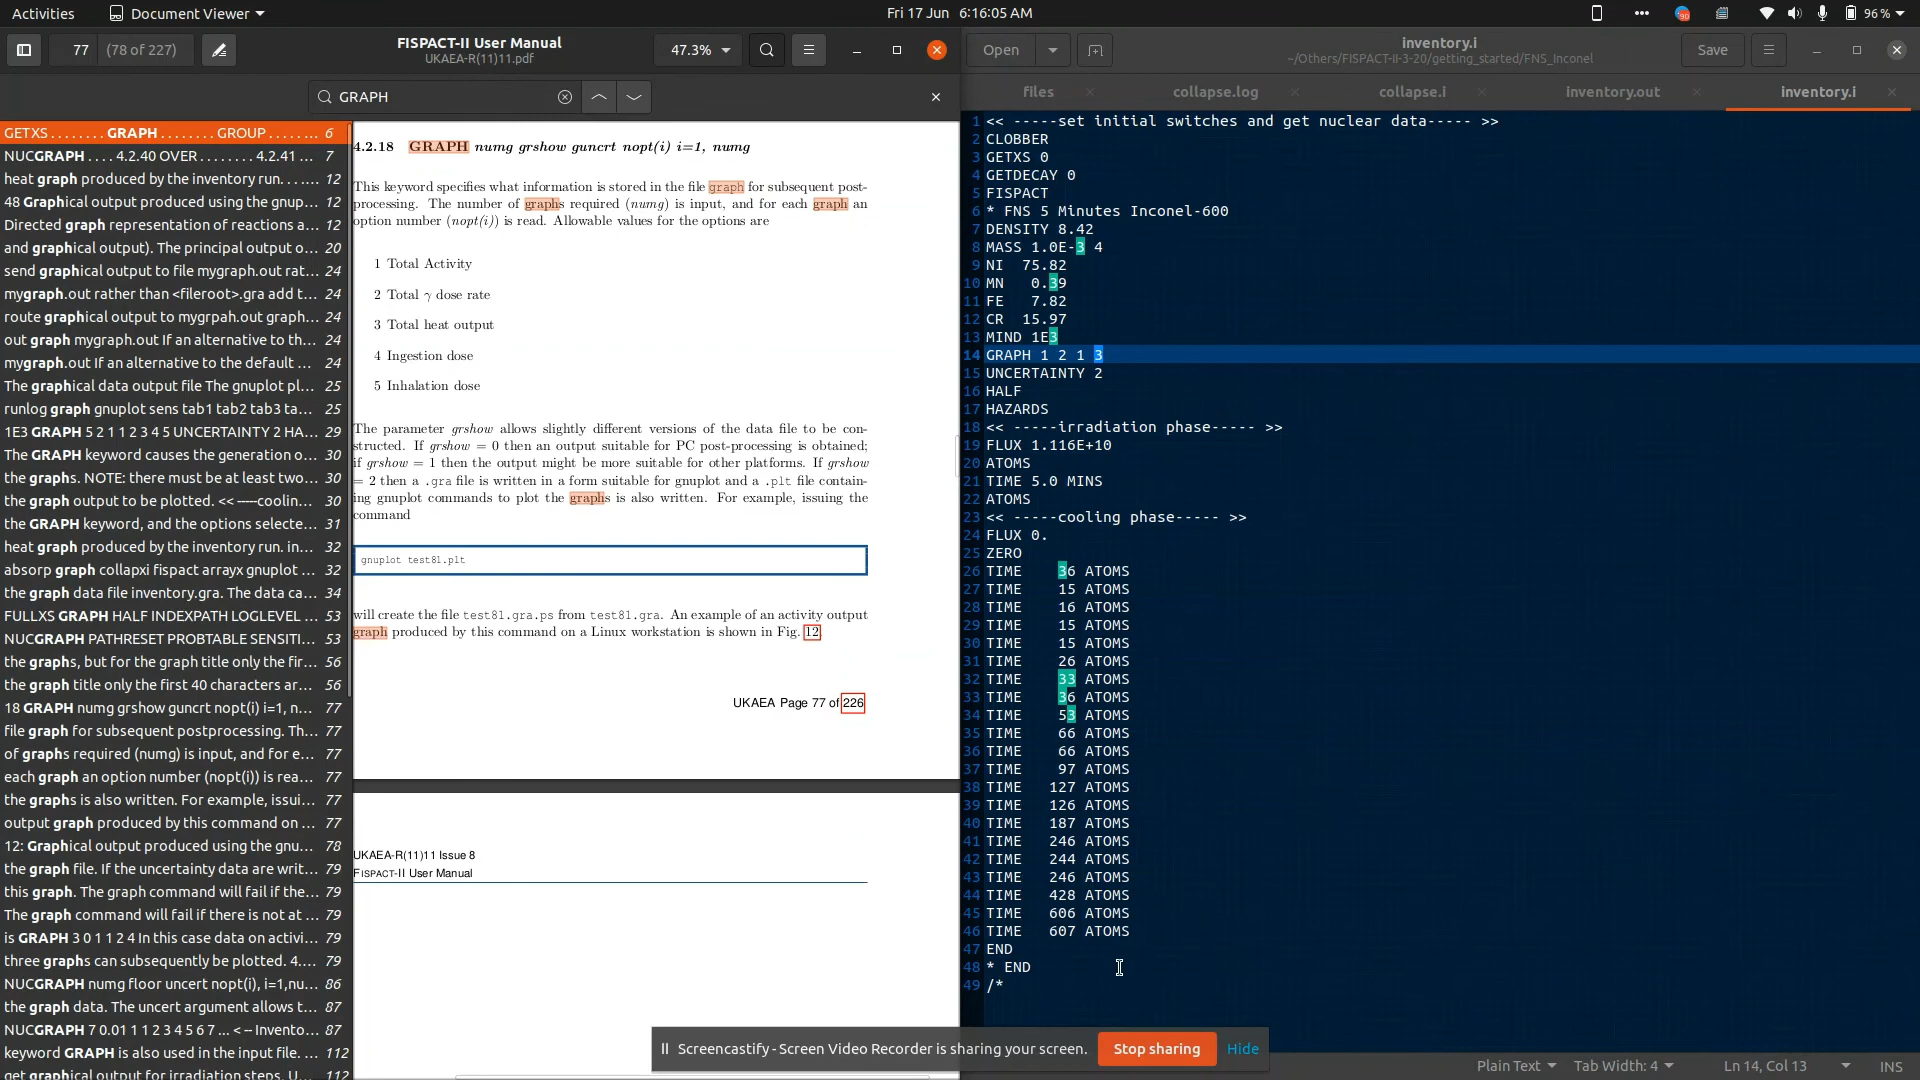 Activities
Document Viewer
Fri 17 Jun 6:16:05 AM
96 %
77 (78 of 227)
FISPACT-II User Manual
UKAEA-R(11)11.pdf
47.3%
GRAPH
GETXS . . . . . . . . GRAPH . . . . . . . . GROUP . . . . . . . ... 6
NUCGRAPH . . . . 4.2.40 OVER . . . . . . . . 4.2.41 ... 7
heat graph produced by the inventory run. . . .... 12
48 Graphical output produced using the gnup... 12
Directed graph representation of reactions a... 12
and graphical output). The principal output o... 20
send graphical output to file mygraph.out rat... 24
mygraph.out rather than <fileroot>.gra add t... 24
route graphical output to mygrpah.out graph... 24
out graph mygraph.out If an alternative to th... 24
mygraph.out If an alternative to the default ... 24
The graphical data output file The gnuplot pl... 25
runlog graph gnuplot sens tab1 tab2 tab3 ta... 25
1E3 GRAPH 5 2 1 1 2 3 4 5 UNCERTAINTY 2 HA... 29
The GRAPH keyword causes the generation o... 30
the graphs. NOTE: there must be at least two... 30
the graph output to be plotted. << -----coolin... 30
the GRAPH keyword, and the options selecte... 31
heat graph produced by the inventory run. in... 32
absorp graph collapxi fispact arrayx gnuplot ... 32
the graph data file inventory.gra. The data ca... 34
FULLXS GRAPH HALF INDEXPATH LOGLEVEL ... 53
NUCGRAPH PATHRESET PROBTABLE SENSITI... 53
the graphs, but for the graph title only the fir... 56
the graph title only the first 40 characters ar... 56
18 GRAPH numg grshow guncrt nopt(i) i=1, n... 77
file graph for subsequent postprocessing. Th... 77
of graphs required (numg) is input, and for e... 77
each graph an option number (nopt(i)) is rea... 77
the graphs is also written. For example, issui... 77
output graph produced by this command on ... 77
12: Graphical output produced using the gnu... 78
the graph file. If the uncertainty data are writ... 79
this graph. The graph command will fail if the... 79
The graph command will fail if there is not at ... 79
is GRAPH 3 0 1 1 2 4 In this case data on activi... 79
three graphs can subsequently be plotted. 4.... 79
NUCGRAPH numg floor uncert nopt(i), i=1,nu... 86
the graph data. The uncert argument allows t... 87
NUCGRAPH 7 0.01 1 1 2 3 4 5 6 7 ... < -- Invento... 87
keyword GRAPH is also used in the input file. ... 112
get graphical output for irradiation steps. U... 112
4.2.18 GRAPH numg grshow guncrt nopt(i) i=1, numg
This keyword specifies what information is stored in the file graph for subsequent post-
processing. The number of graphs required (numg) is input, and for each graph an
option number (nopt(i)) is read. Allowable values for the options are
1 Total Activity
2 Total γ dose rate
3 Total heat output
4 Ingestion dose
5 Inhalation dose
The parameter grshow allows slightly different versions of the data file to be con-
structed. If grshow = 0 then an output suitable for PC post-processing is obtained;
if grshow = 1 then the output might be more suitable for other platforms. If grshow
= 2 then a .gra file is written in a form suitable for gnuplot and a .plt file contain-
ing gnuplot commands to plot the graphs is also written. For example, issuing the
command
gnuplot test81.plt
will create the file test81.gra.ps from test81.gra. An example of an activity output
graph produced by this command on a Linux workstation is shown in Fig. 12.
UKAEA Page 77 of 226
UKAEA-R(11)11 Issue 8
FISPACT-II User Manual
Open
inventory.i
~/Others/FISPACT-II-3-20/getting_started/FNS_Inconel
Save
files
collapse.log
collapse.i
inventory.out
inventory.i
1 << -----set initial switches and get nuclear data----- >>
2 CLOBBER
3 GETXS 0
4 GETDECAY 0
5 FISPACT
6 * FNS 5 Minutes Inconel-600
7 DENSITY 8.42
8 MASS 1.0E-3 4
9 NI 75.82
10 MN 0.39
11 FE 7.82
12 CR 15.97
13 MIND 1E3
14 GRAPH 1 2 1 3
15 UNCERTAINTY 2
16 HALF
17 HAZARDS
18 << -----irradiation phase----- >>
19 FLUX 1.116E+10
20 ATOMS
21 TIME 5.0 MINS
22 ATOMS
23 << -----cooling phase----- >>
24 FLUX 0.
25 ZERO
26 TIME 36 ATOMS
27 TIME 15 ATOMS
28 TIME 16 ATOMS
29 TIME 15 ATOMS
30 TIME 15 ATOMS
31 TIME 26 ATOMS
32 TIME 33 ATOMS
33 TIME 36 ATOMS
34 TIME 53 ATOMS
35 TIME 66 ATOMS
36 TIME 66 ATOMS
37 TIME 97 ATOMS
38 TIME 127 ATOMS
39 TIME 126 ATOMS
40 TIME 187 ATOMS
41 TIME 246 ATOMS
42 TIME 244 ATOMS
43 TIME 246 ATOMS
44 TIME 428 ATOMS
45 TIME 606 ATOMS
46 TIME 607 ATOMS
47 END
48 * END
49 /*
Screencastify - Screen Video Recorder is sharing your screen.
Stop sharing
Hide
Plain Text
Tab Width: 4
Ln 14, Col 13
INS